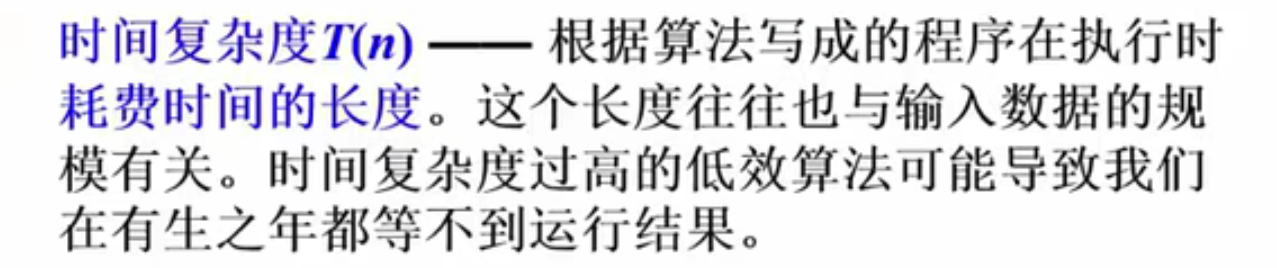 时间复杂度T(n) —— 根据算法写成的程序在执行时
耗费时间的长度。这个长度往往也与输入数据的规
模有关。时间复杂度过高的低效算法可能导致我们
在有生之年都等不到运行结果。